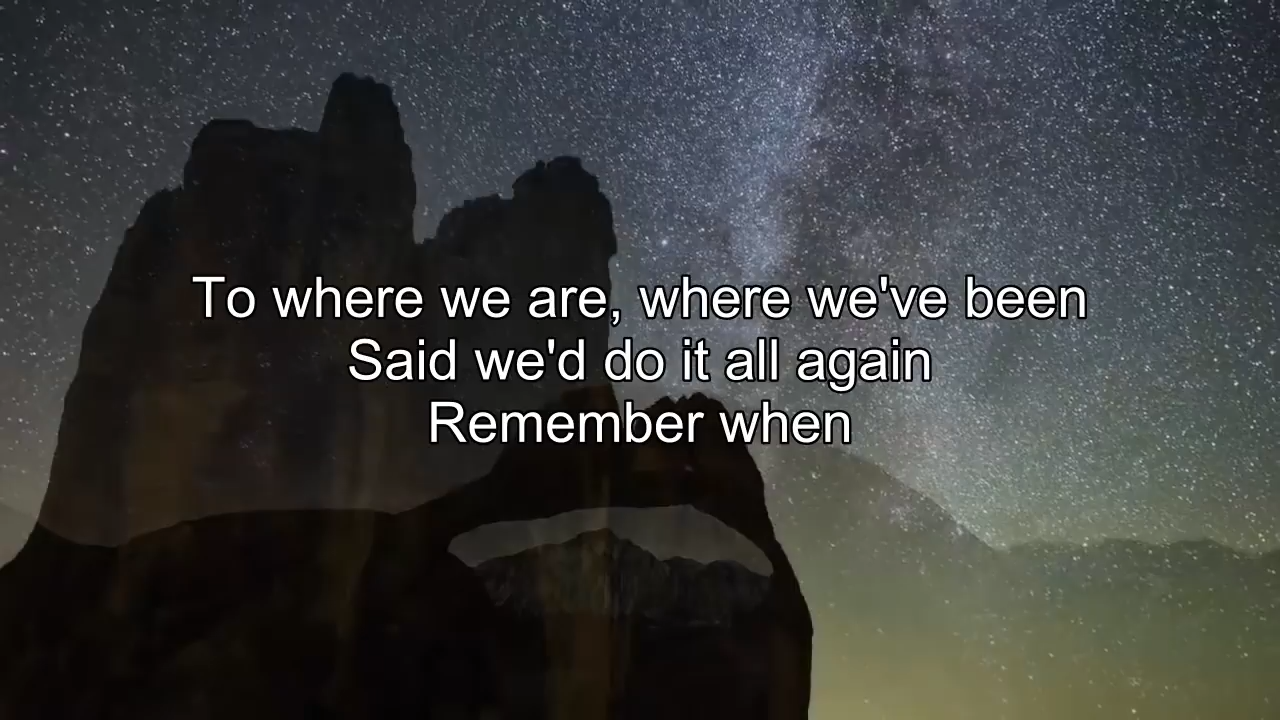 To where we are, where we've been
Said we'd do it all again
Remember when